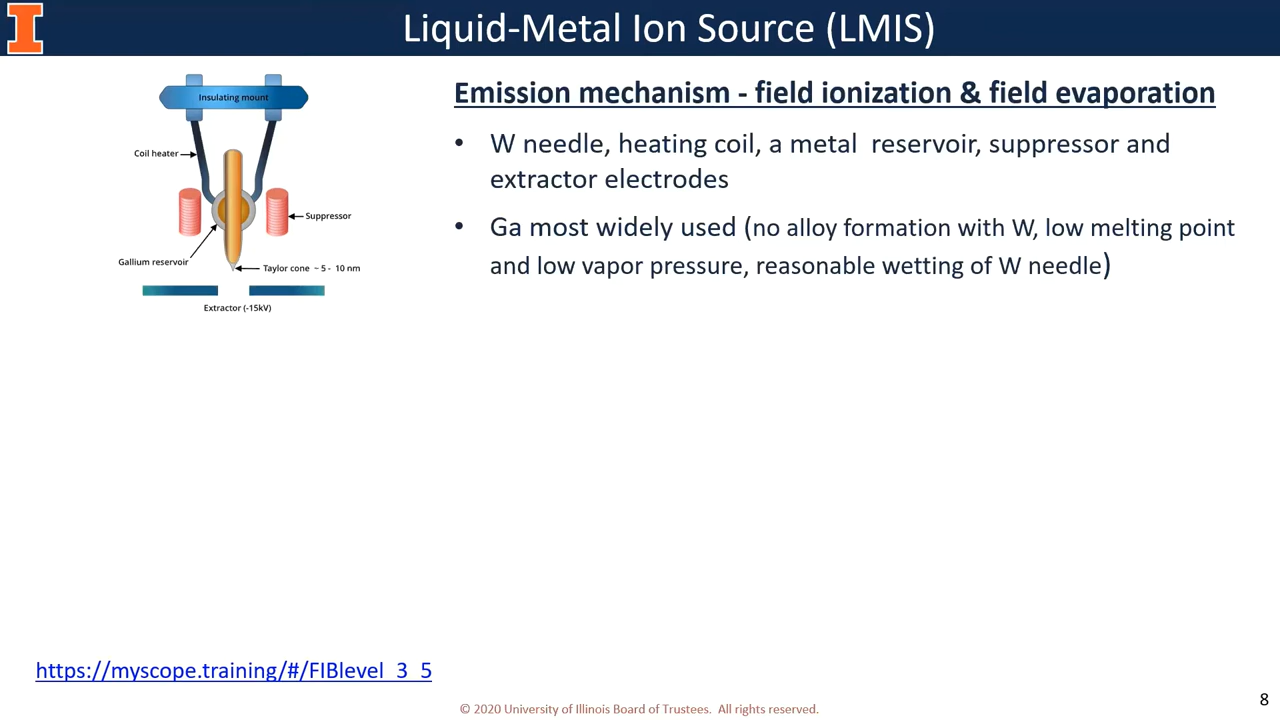 Liquid-Metal Ion Source (LMIS)
Insulating mount
Coil heater
Suppressor
Gallium reservoir
Taylor cone ~ 5 - 10 nm
Extractor (-15kV)
Emission mechanism - field ionization & field evaporation
• W needle, heating coil, a metal reservoir, suppressor and
extractor electrodes
• Ga most widely used (no alloy formation with W, low melting point
and low vapor pressure, reasonable wetting of W needle)
https://myscope.training/#/FIBlevel_3_5
© 2020 University of Illinois Board of Trustees. All rights reserved.
8